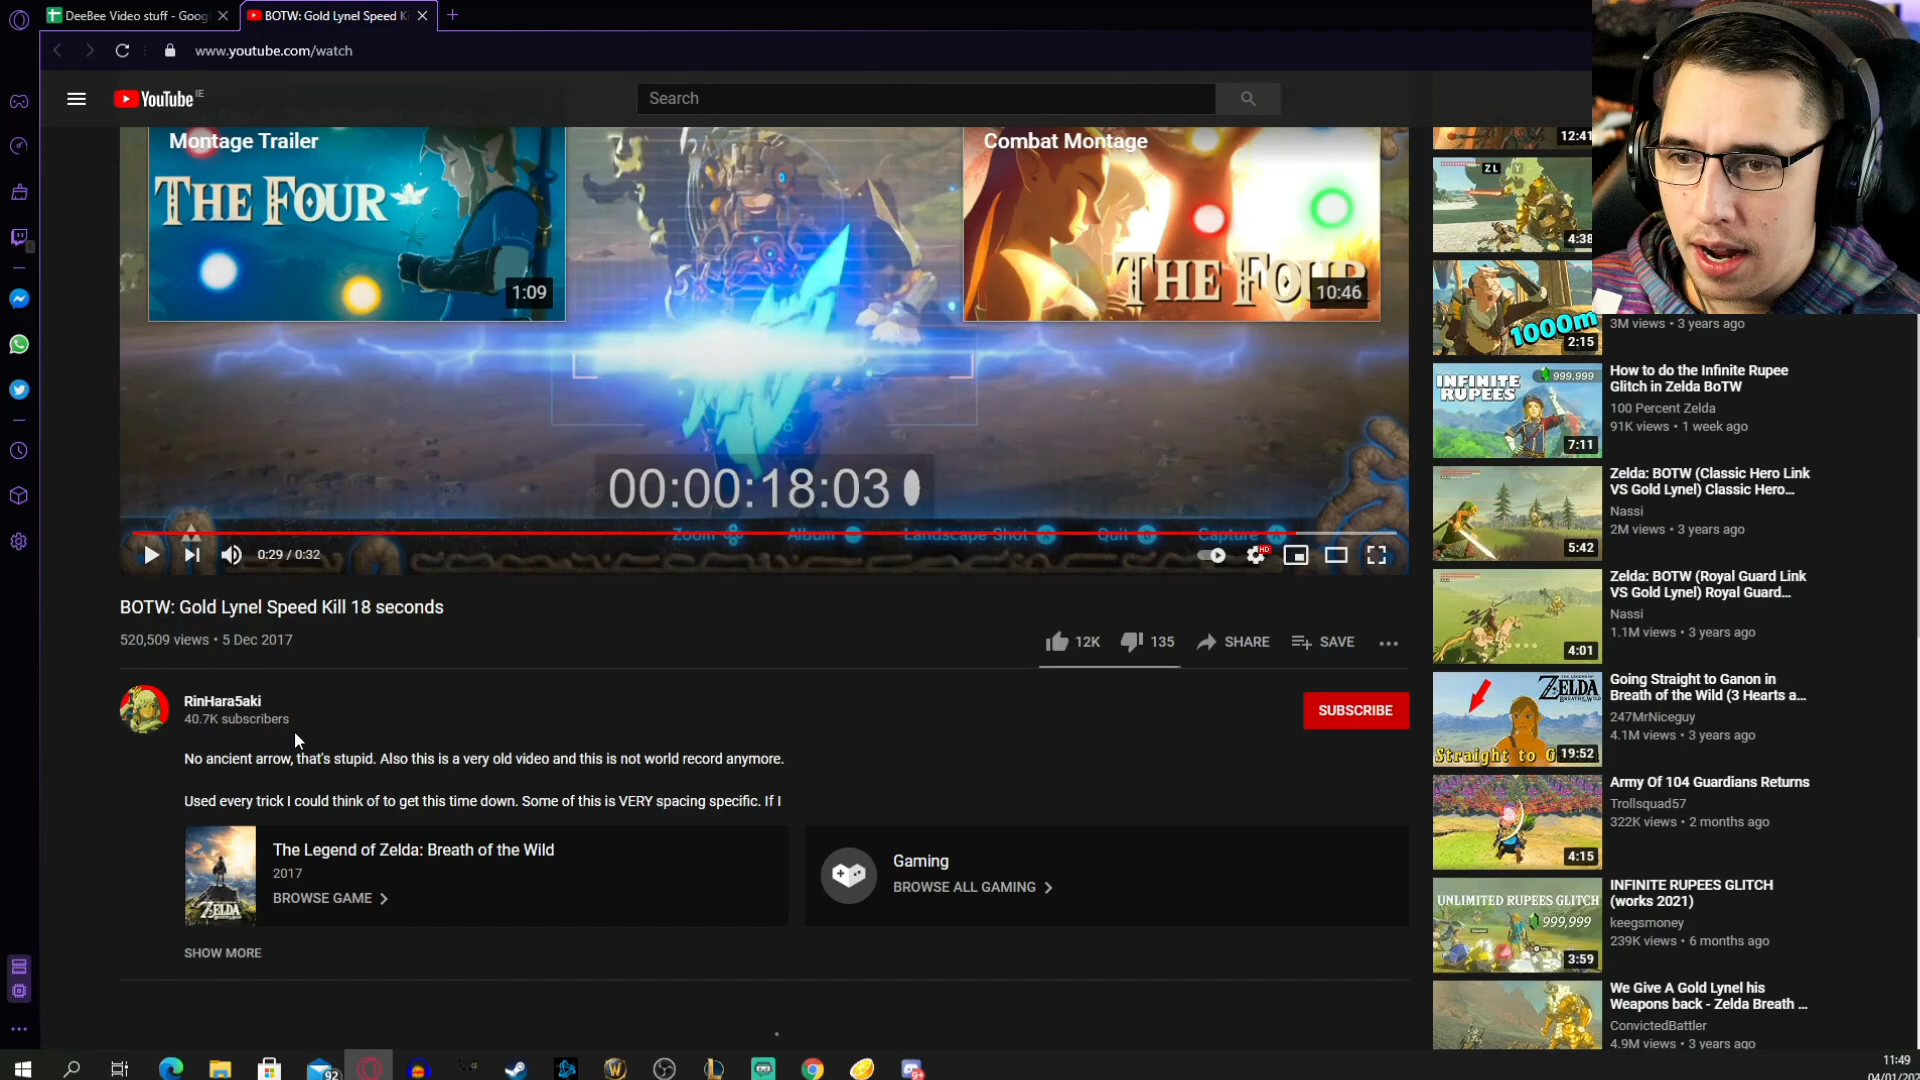 DeeBee Video stuff - Goog
BOTW: Gold Lynel Speed K
www.youtube.com/watch
YouTube IE
Search
Montage Trailer
THE FOUR
1:09
Combat Montage
THE FOUR
10:46
00:00:18:03
Zoom
Album
Landscape Shot
Quit
Capture
0:29 / 0:32
HD
BOTW: Gold Lynel Speed Kill 18 seconds
520,509 views • 5 Dec 2017
12K
135
SHARE
SAVE
RinHara5aki
40.7K subscribers
SUBSCRIBE
No ancient arrow, that's stupid. Also this is a very old video and this is not world record anymore.
Used every trick I could think of to get this time down. Some of this is VERY spacing specific. If I
The Legend of Zelda: Breath of the Wild
2017
BROWSE GAME
ZELDA
Gaming
BROWSE ALL GAMING
SHOW MORE
12:41
ZL
Y
4:38
1000m
2:15
3M views • 3 years ago
INFINITE
RUPEES
999,999
7:11
How to do the Infinite Rupee
Glitch in Zelda BoTW
100 Percent Zelda
91K views • 1 week ago
5:42
Zelda: BOTW (Classic Hero Link
VS Gold Lynel) Classic Hero...
Nassi
2M views • 3 years ago
4:01
Zelda: BOTW (Royal Guard Link
VS Gold Lynel) Royal Guard...
Nassi
1.1M views • 3 years ago
ZELDA
Straight to G
19:52
Going Straight to Ganon in
Breath of the Wild (3 Hearts a...
247MrNiceguy
4.1M views • 3 years ago
4:15
Army Of 104 Guardians Returns
Trollsquad57
322K views • 2 months ago
UNLIMITED RUPEES GLITCH
999,999
3:59
INFINITE RUPEES GLITCH
(works 2021)
keegsmoney
239K views • 6 months ago
We Give A Gold Lynel his
Weapons back - Zelda Breath ...
ConvictedBattler
4.9M views • 3 years ago
92
9+
11:49
04/01/202